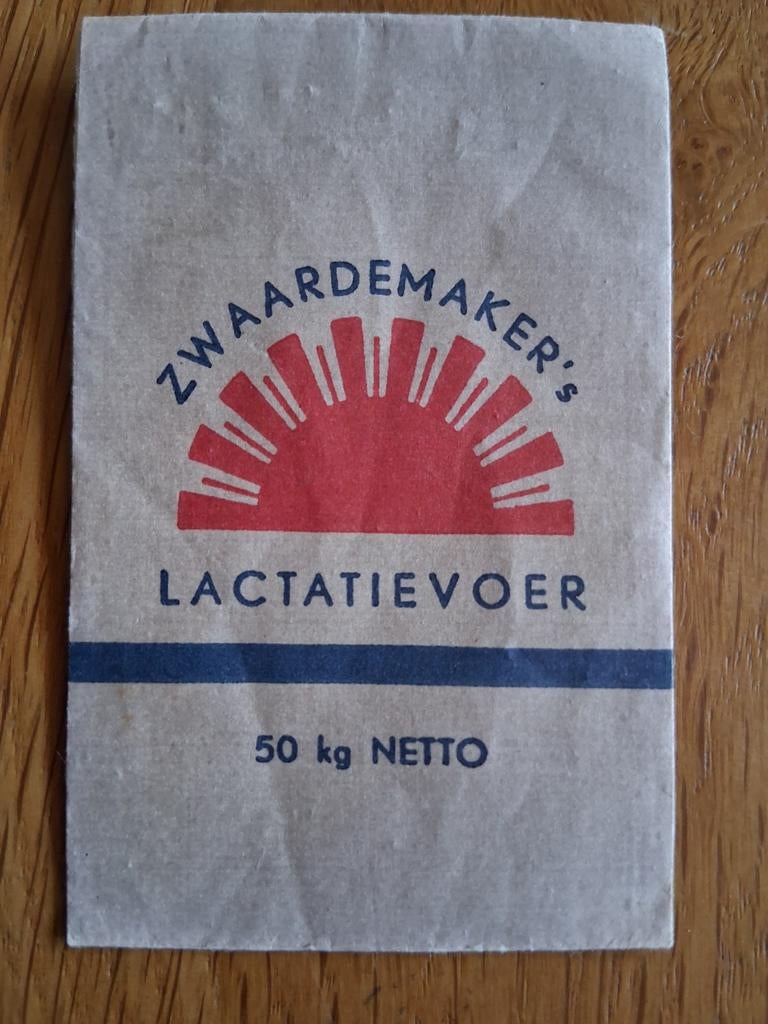 ZWAARDEMAKER's
LACTATIEVOER
50 kg NETTO